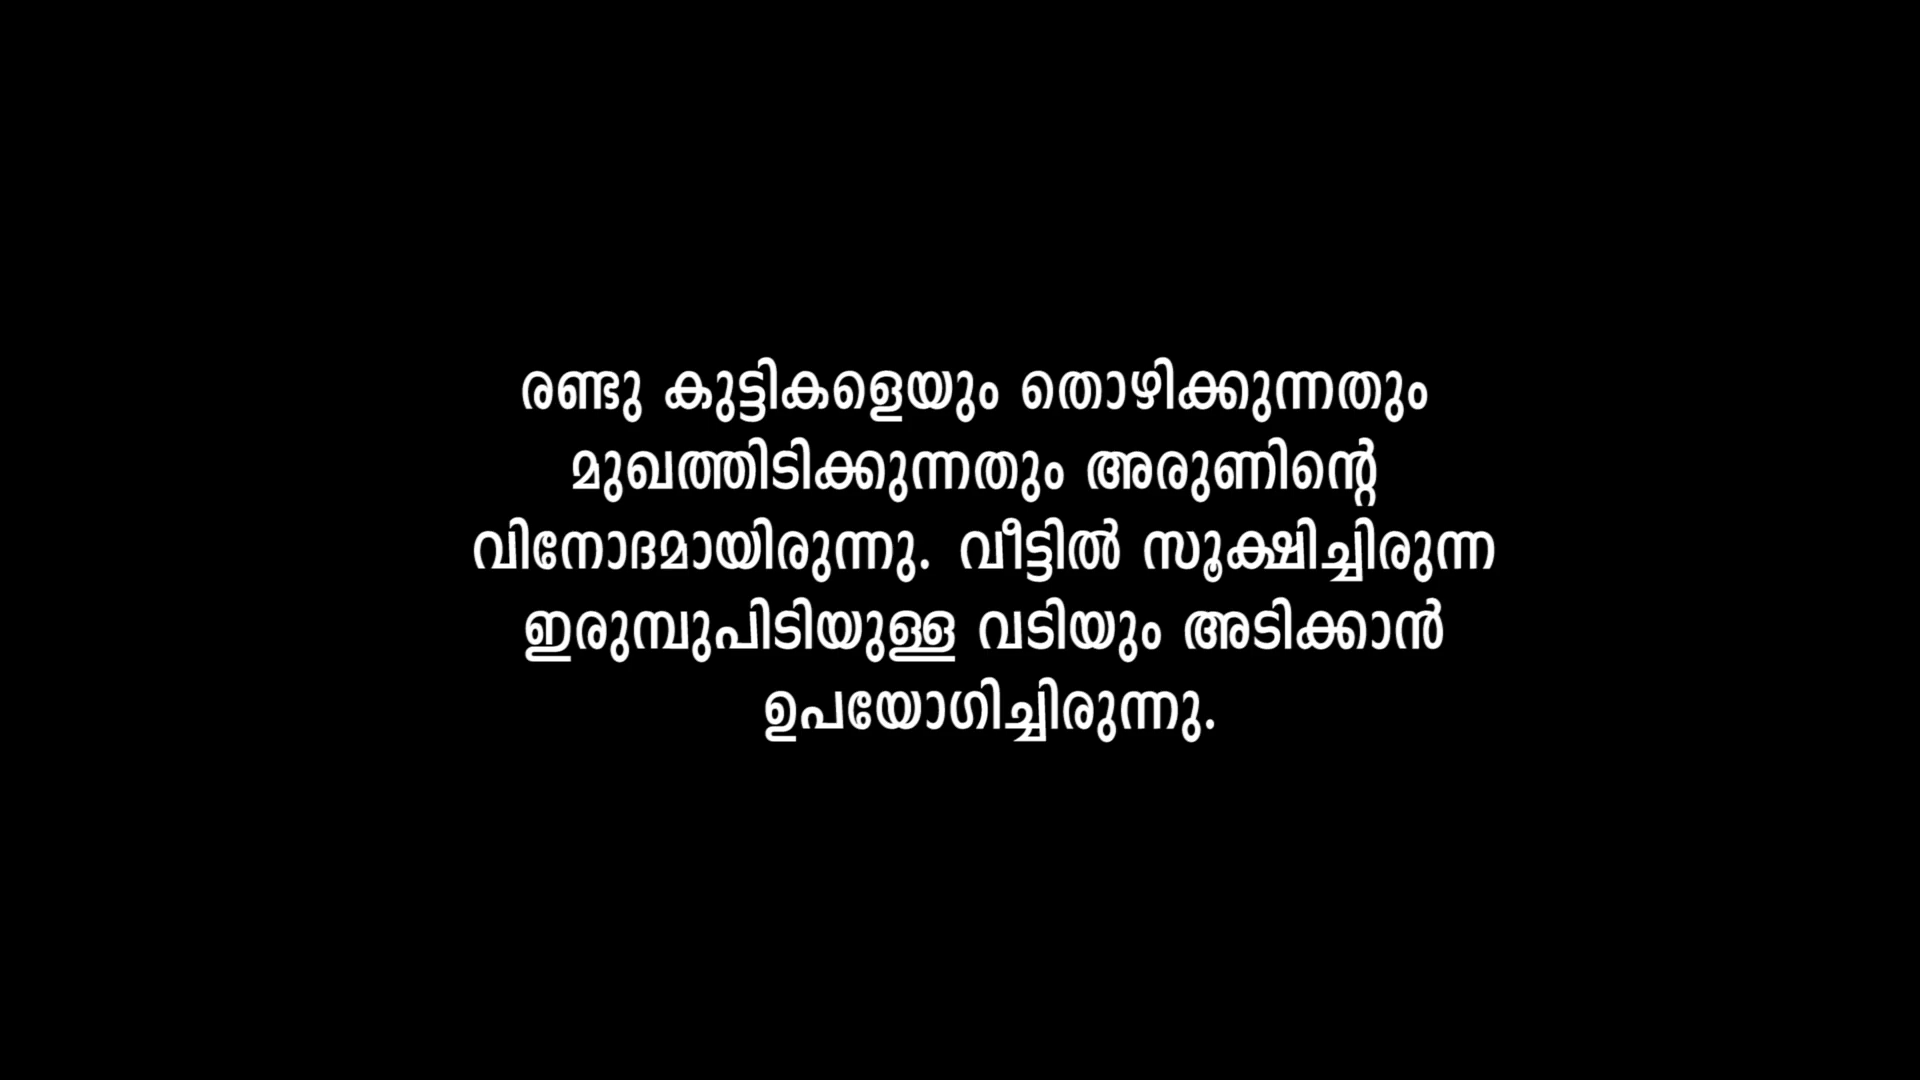 രണ്ടു കുട്ടികളെയും തൊഴിക്കുന്നതും
മുഖത്തിടിക്കുന്നതും അരുണിന്റെ
വിനോദമായിരുന്നു. വീട്ടിൽ സൂക്ഷിച്ചിരുന്ന
ഇരുമ്പുപിടിയുള്ള വടിയും അടിക്കാൻ
ഉപയോഗിച്ചിരുന്നു.